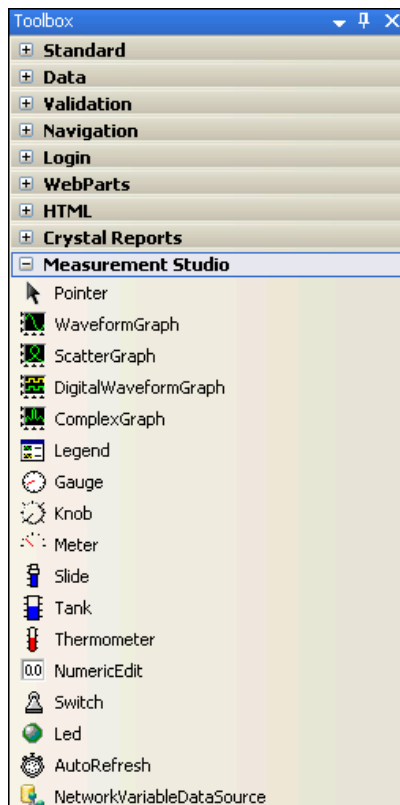 Toolbox
Standard
Data
Validation
Navigation
Login
WebParts
HTML
Crystal Reports
Measurement Studio
Pointer
WaveformGraph
ScatterGraph
DigitalWaveformGraph
ComplexGraph
Legend
Gauge
Knob
Meter
Slide
Tank
Thermometer
0.0 NumericEdit
Switch
Led
AutoRefresh
NetworkVariableDataSource